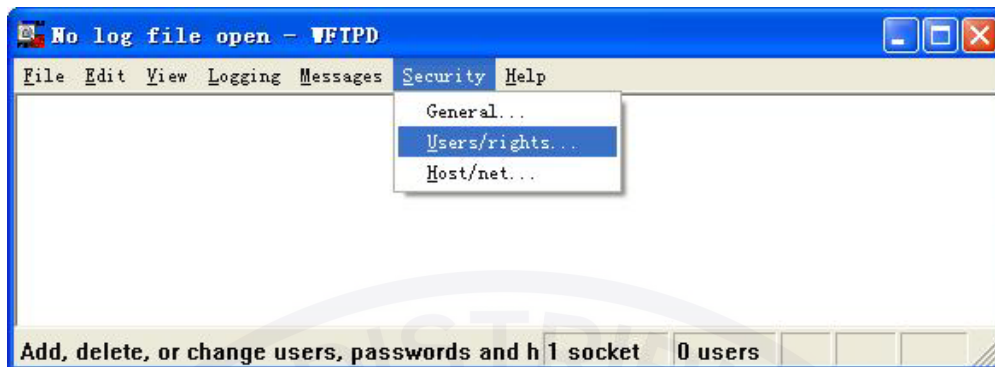 No log file open - WFTPD
File Edit View Logging Messages Security Help
General...
Users/rights...
Host/net...
Add, delete, or change users, passwords and h 1 socket 0 users